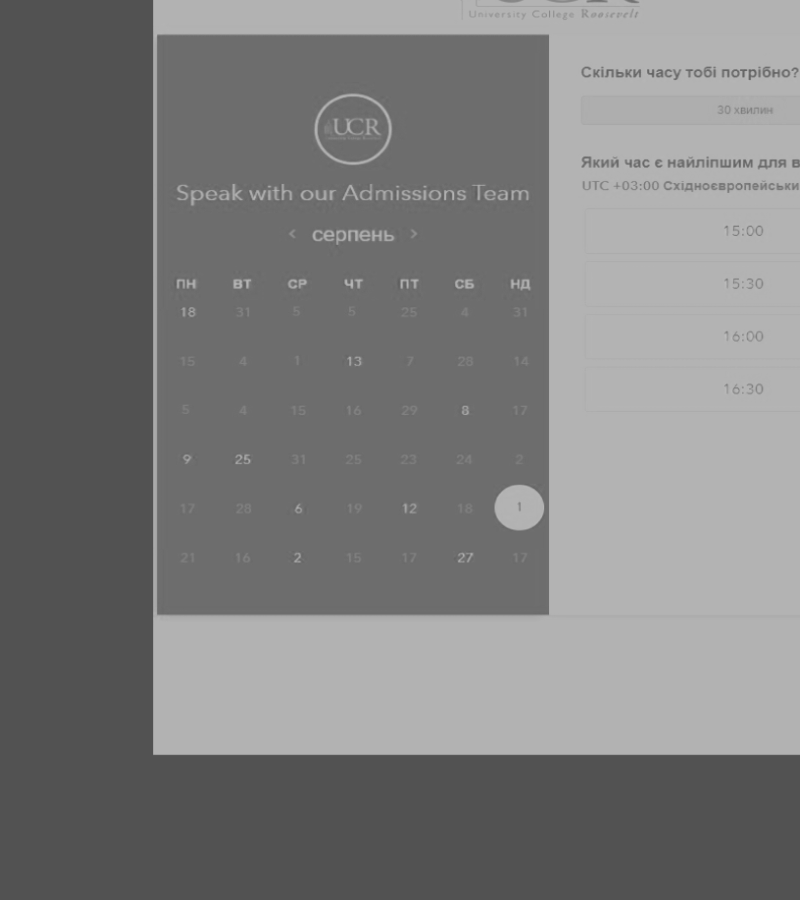 UCR
University College Roosevelt
UCR
Speak with our Admissions Team
< серпень >
ПН ВТ СР ЧТ ПТ СБ НД
18 31 5 5 25 4 31
15 4 1 13 7 28 14
5 4 15 16 29 8 17
9 25 31 25 23 24 2
17 28 6 19 12 18 1
21 16 2 15 17 27 17
Скільки часу тобі потрібно?
30 хвилин
Який час є найліпшим для в
UTC +03:00 Східноєвропейськи
15:00
15:30
16:00
16:30